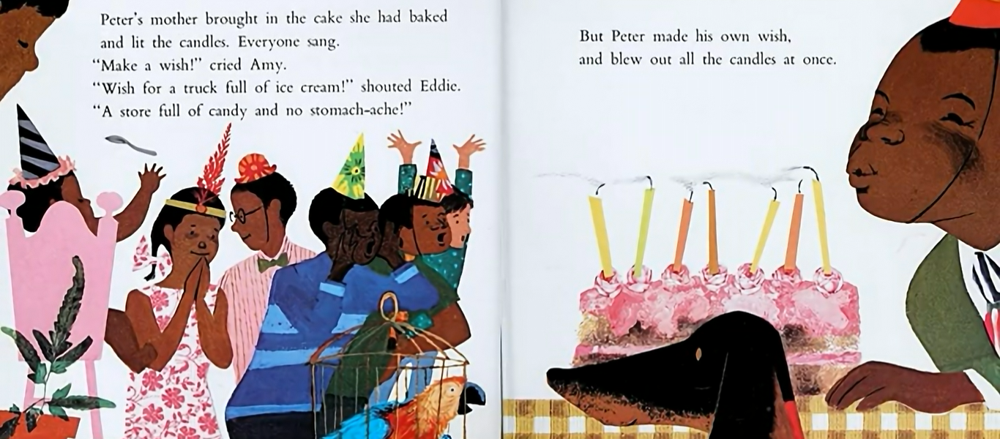 Peter's mother brought in the cake she had baked
and lit the candles. Everyone sang.
“Make a wish!” cried Amy.
“Wish for a truck full of ice cream!” shouted Eddie.
“A store full of candy and no stomach-ache!”
But Peter made his own wish,
and blew out all the candles at once.